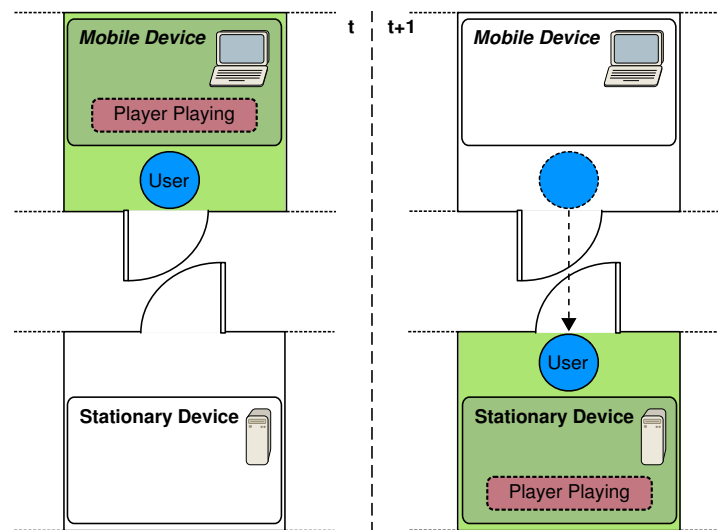 t
t+1
Mobile Device
Player Playing
User
Stationary Device
Mobile Device
User
Stationary Device
Player Playing